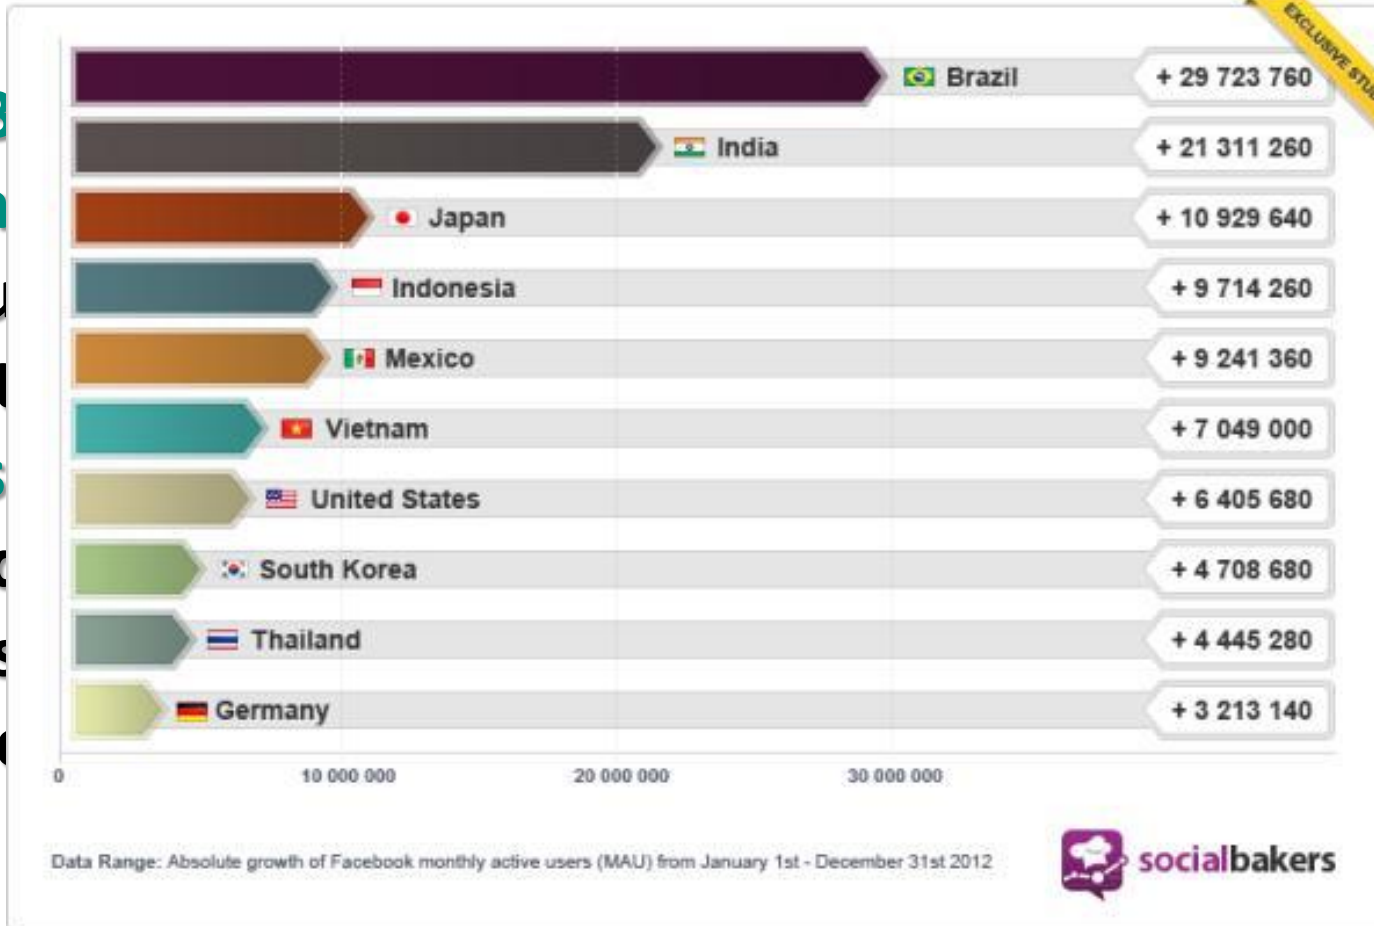 EXCLUSIVE
Brazil + 29 723 760
India + 21 311 260
Japan + 10 929 640
Indonesia + 9 714 260
Mexico + 9 241 360
Vietnam + 7 049 000
United States + 6 405 680
South Korea + 4 708 680
Thailand + 4 445 280
Germany + 3 213 140
0 10 000 000 20 000 000 30 000 000
Data Range: Absolute growth of Facebook monthly active users (MAU) from January 1st - December 31st 2012
socialbakers